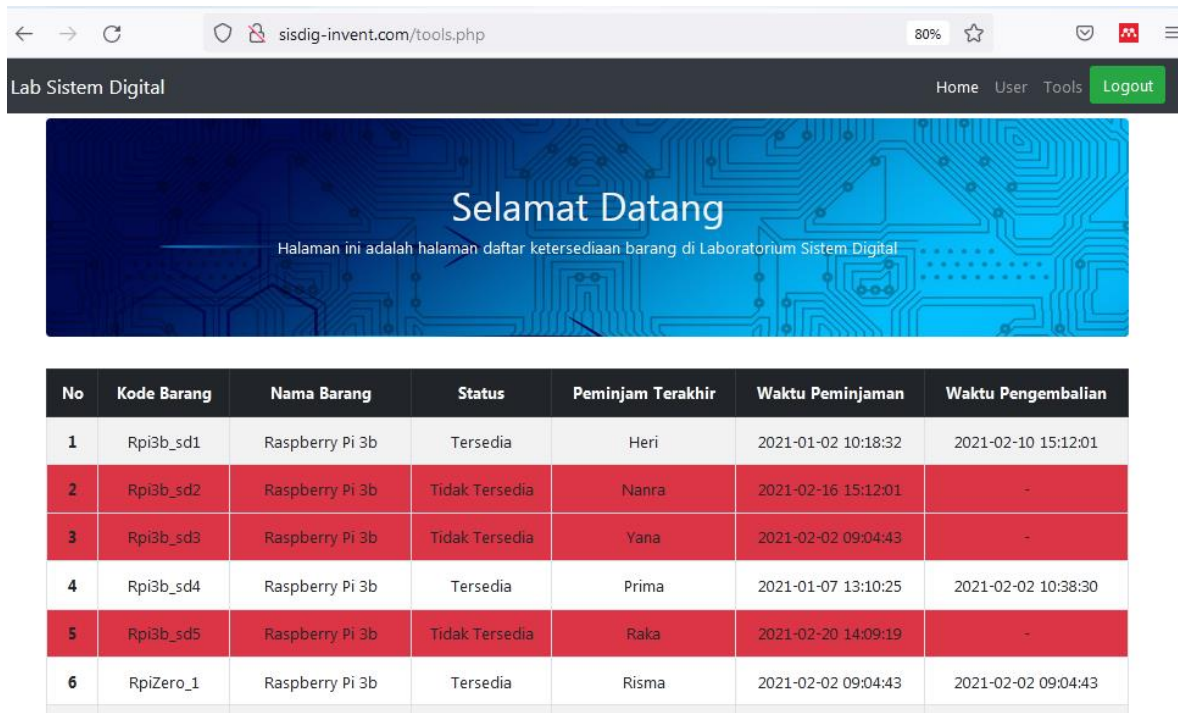 sisdig-invent.com/tools.php 80%
Lab Sistem Digital Home User Tools Logout
Selamat Datang
Halaman ini adalah halaman daftar ketersediaan barang di Laboratorium Sistem Digital
No Kode Barang Nama Barang Status Peminjam Terakhir Waktu Peminjaman Waktu Pengembalian
1 Rpi3b_sd1 Raspberry Pi 3b Tersedia Heri 2021-01-02 10:18:32 2021-02-10 15:12:01
2 Rpi3b_sd2 Raspberry Pi 3b Tidak Tersedia Nanra 2021-02-16 15:12:01 -
3 Rpi3b_sd3 Raspberry Pi 3b Tidak Tersedia Yana 2021-02-02 09:04:43 -
4 Rpi3b_sd4 Raspberry Pi 3b Tersedia Prima 2021-01-07 13:10:25 2021-02-02 10:38:30
5 Rpi3b_sd5 Raspberry Pi 3b Tidak Tersedia Raka 2021-02-20 14:09:19 -
6 RpiZero_1 Raspberry Pi 3b Tersedia Risma 2021-02-02 09:04:43 2021-02-02 09:04:43